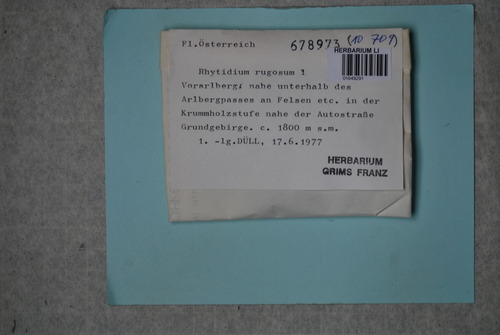 Fl.Österreich 678973 (10 709)
HERBARIUM LI
Rhytidium rugosum !
Vorarlberg: nahe unterhalb des
Arlbergpasses an Felsen etc. in der
Krummholzstufe nahe der Autostraße
Grundgebirge. c. 1800 m s.m.
1. -lg.DÜLL, 17.6.1977
HERBARIUM
GRIMS FRANZ